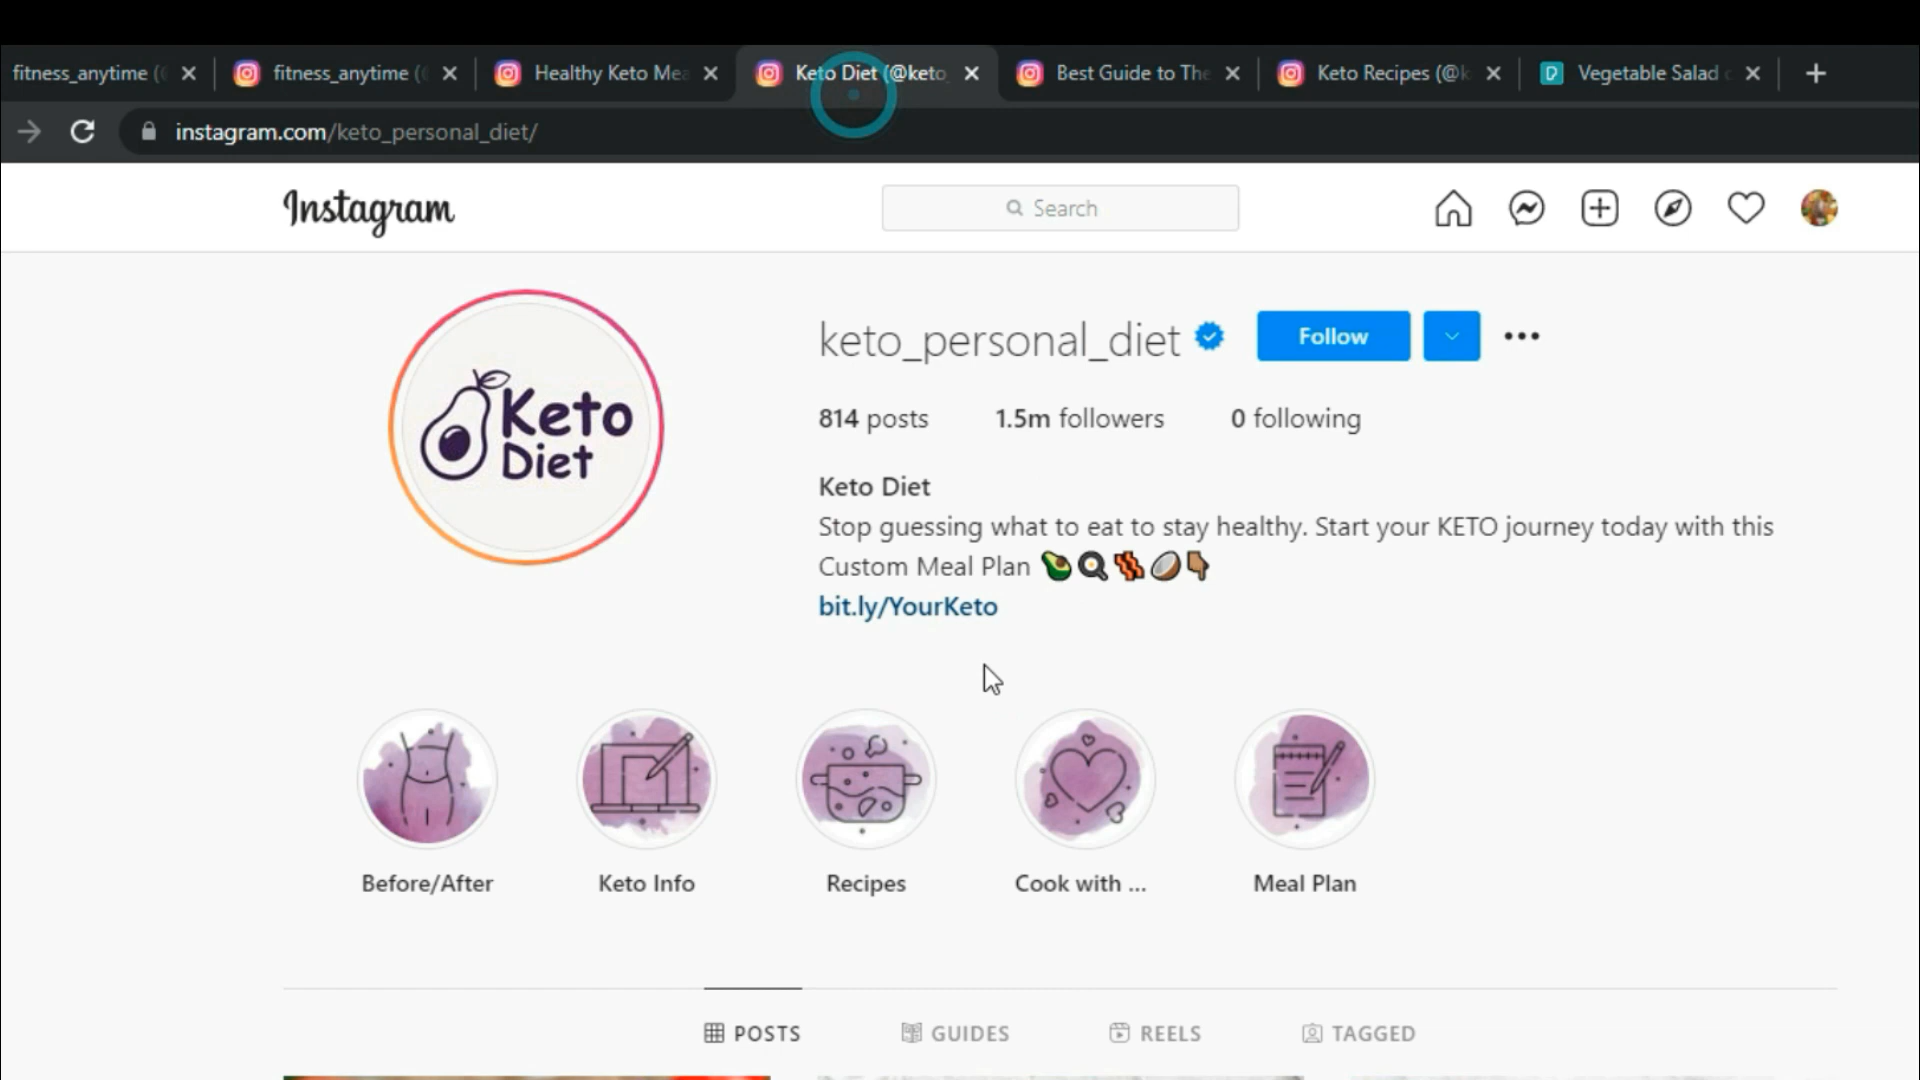 fitness_anytime (
fitness_anytime (
Healthy Keto Me
Keto Diet (@keto_
Best Guide to The
Keto Recipes (@k
Vegetable Salad
instagram.com/keto_personal_diet/
Instagram
Search
keto_personal_diet
Follow
814 posts
1.5m followers
0 following
Keto
Diet
Keto Diet
Stop guessing what to eat to stay healthy. Start your KETO journey today with this
Custom Meal Plan 🥑🍳🥓🥥👇🏽
bit.ly/YourKeto
Before/After
Keto Info
Recipes
Cook with ...
Meal Plan
POSTS
GUIDES
REELS
TAGGED